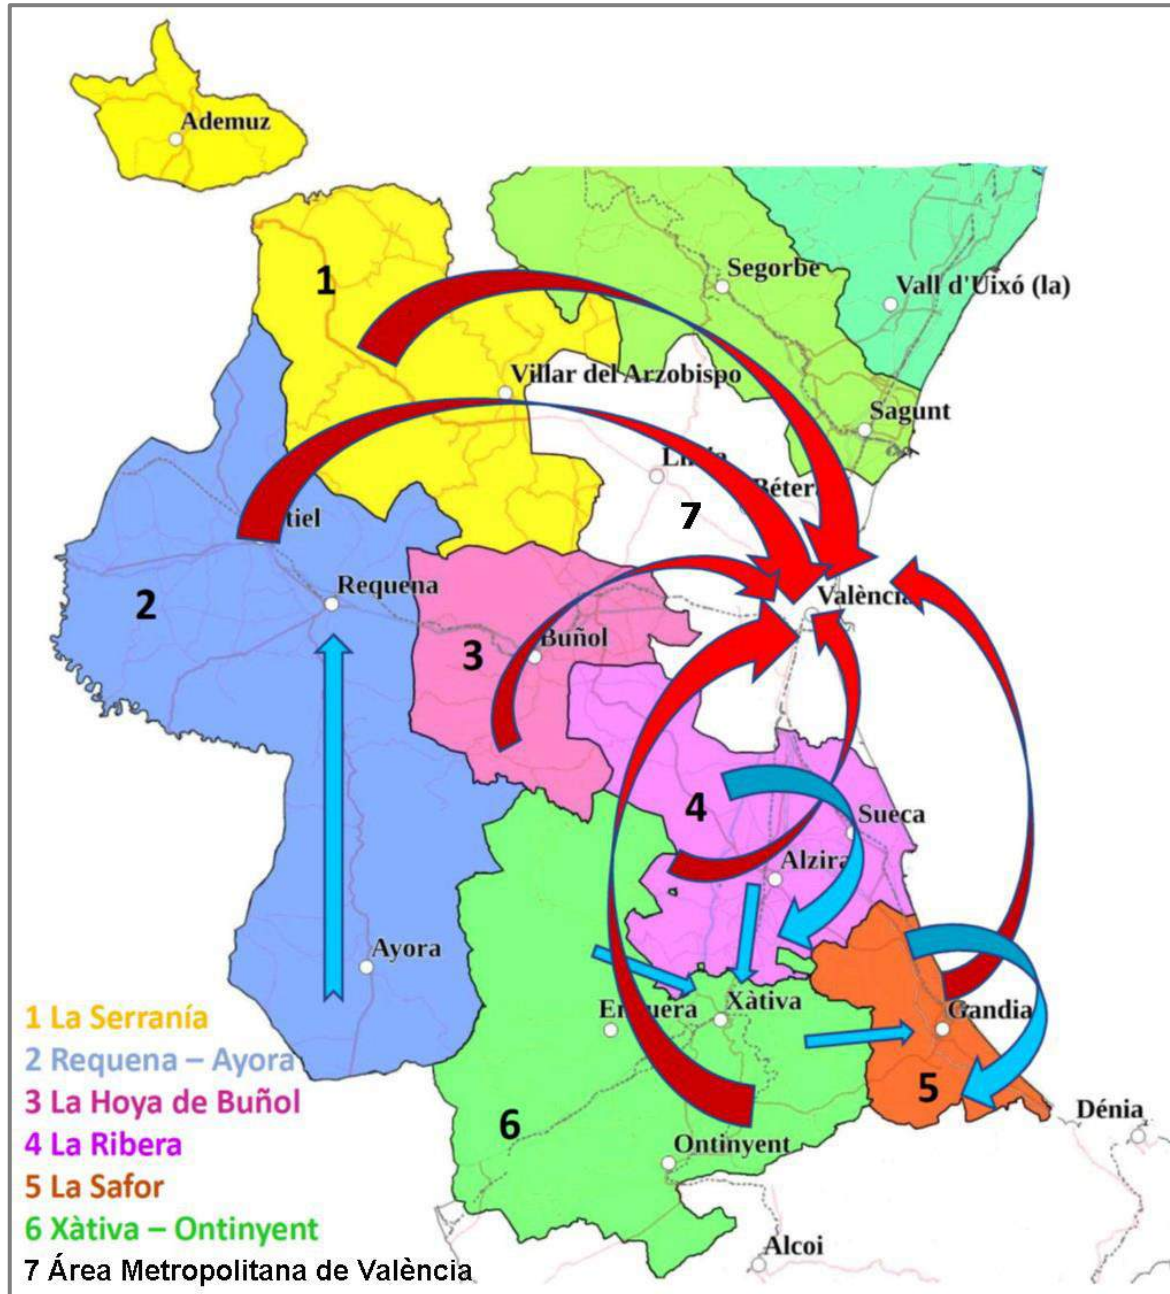 Ademuz
1
Segorbe
Vall d'Uixó (la)
Villar del Arzobispo
Sagunt
7
tiel
Requena
2
València
Buñol
3
4
Sueca
Alzira
Ayora
Xàtiva
Gandia
5
6
Dénia
Ontinyent
Alcoi
1 La Serranía
2 Requena – Ayora
3 La Hoya de Buñol
4 La Ribera
5 La Safor
6 Xàtiva – Ontinyent
7 Área Metropolitana de València